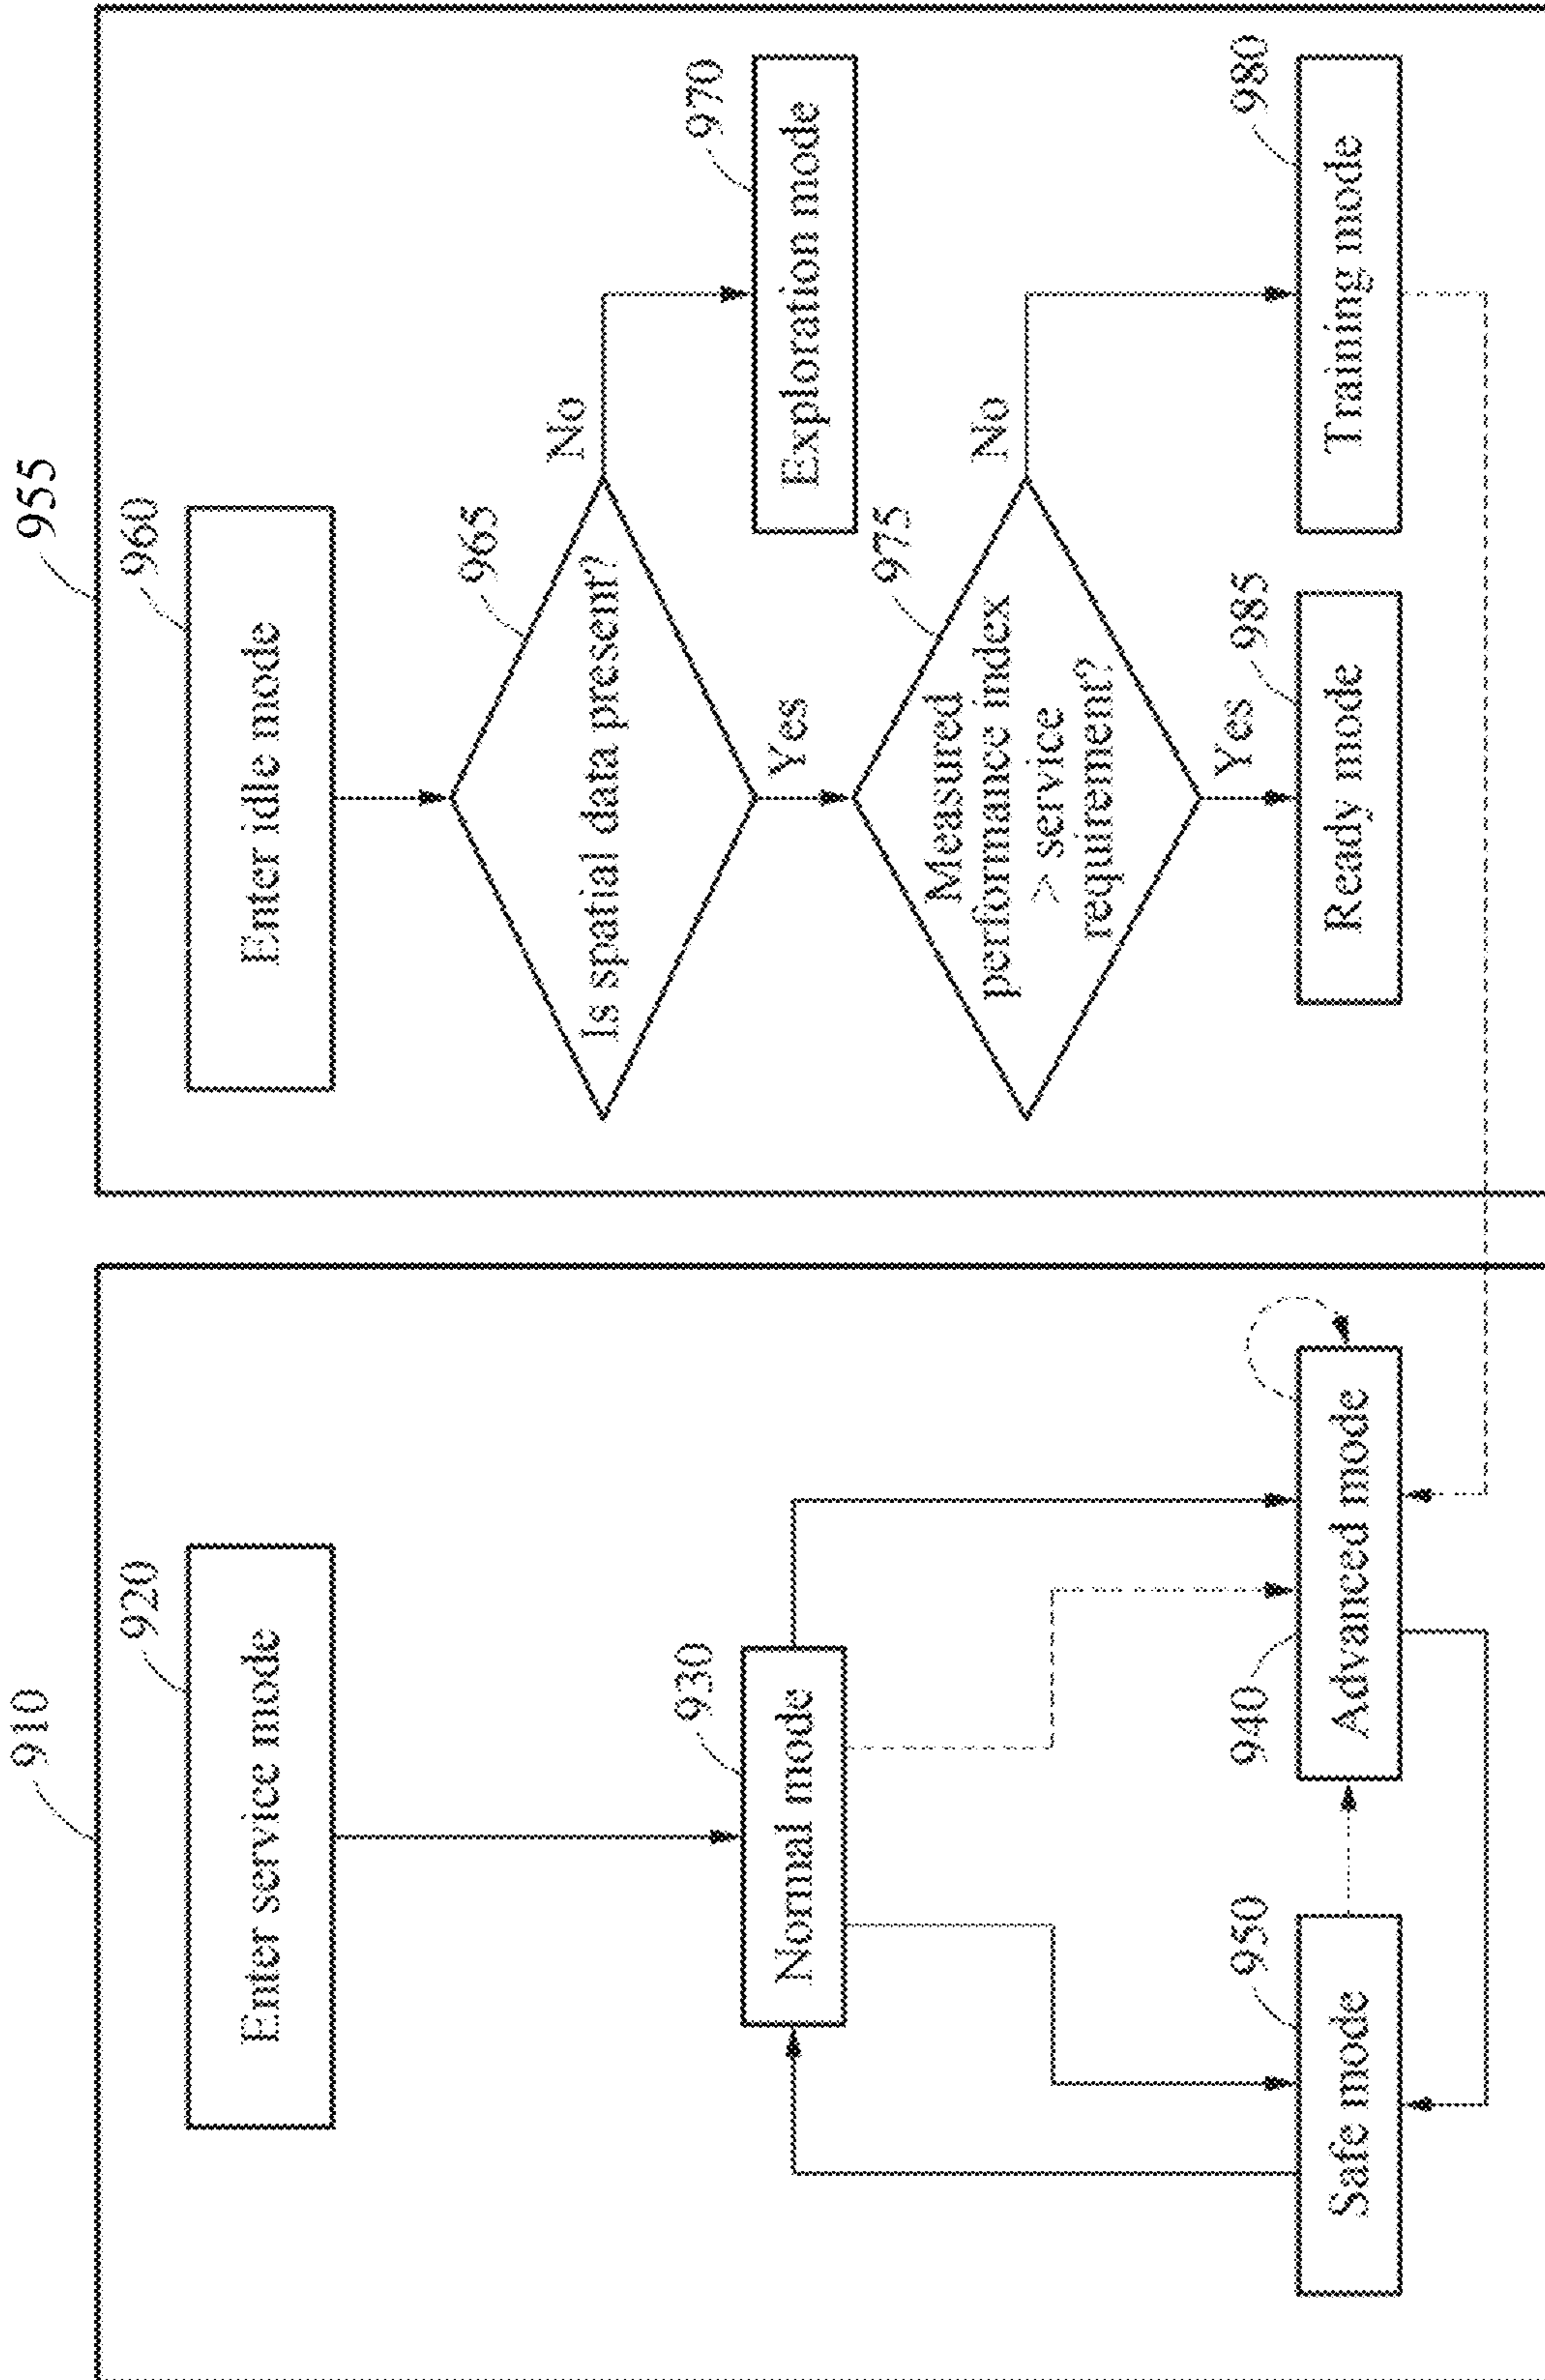 910
920
Enter service mode
930
Normal mode
940
Advanced mode
950
Safe mode
955
960
Enter idle mode
965
Is spatial data present?
No
970
Exploration mode
Yes
975
Measured
performance index
> service
requirement?
No
980
Training mode
Yes
985
Ready mode